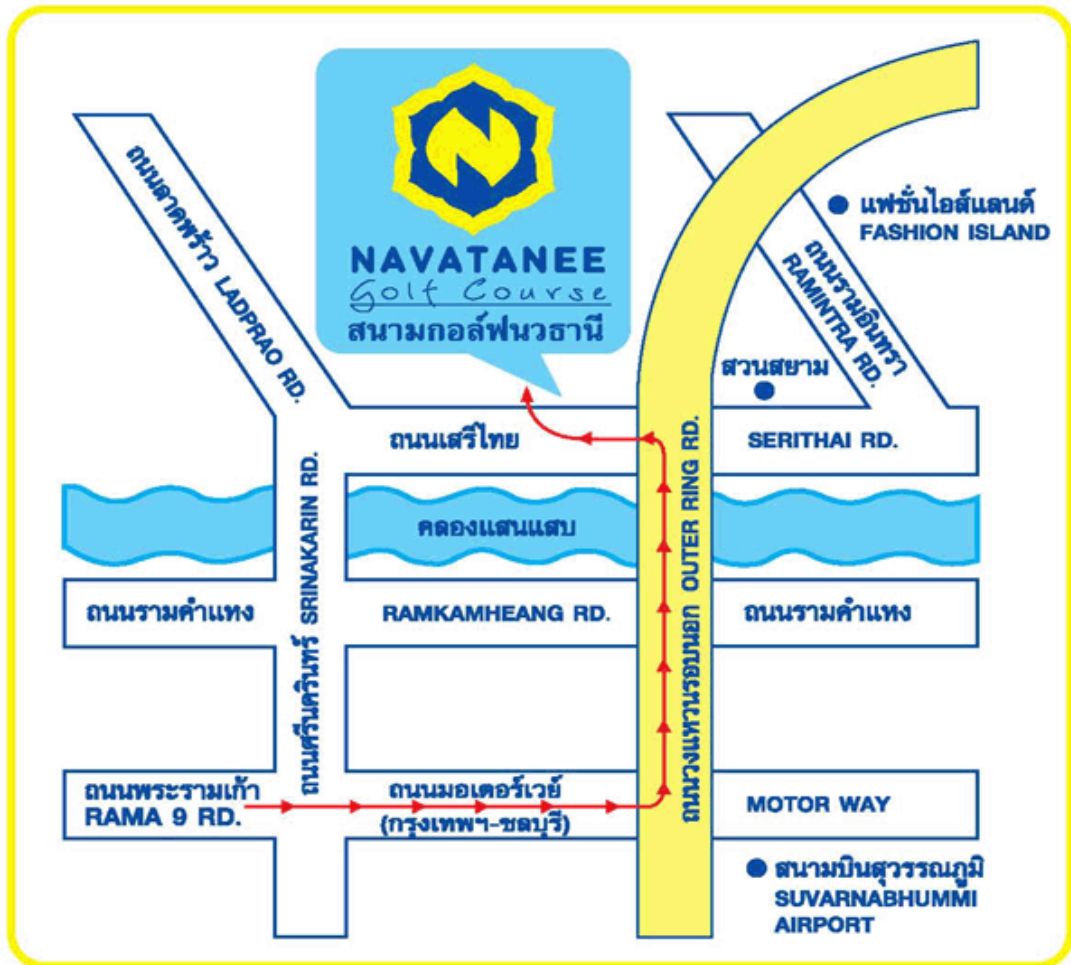 NAVATANEE
Golf Course
สนามกอล์ฟนวธานี
ถนนลาดพร้าว LADPRAO RD.
แฟชั่นไอส์แลนด์
FASHION ISLAND
ถนนรามอินทรา
RAMINTRA RD.
สวนสยาม
ถนนเสรีไทย
SERITHAI RD.
คลองแสนแสบ
ถนนศรีนครินทร์ SRINAKARIN RD.
ถนนวงแหวนรอบนอก OUTER RING RD.
ถนนรามคำแหง
RAMKAMHEANG RD.
ถนนรามคำแหง
ถนนพระรามเก้า
RAMA 9 RD.
ถนนมอเตอร์เวย์
(กรุงเทพฯ-ชลบุรี)
MOTOR WAY
สนามบินสุวรรณภูมิ
SUVARNABHUMMI
AIRPORT